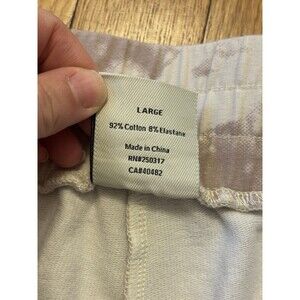 LARGE
92% Cotton 8% Elastane
Made in China
RN#250317
CA#40482